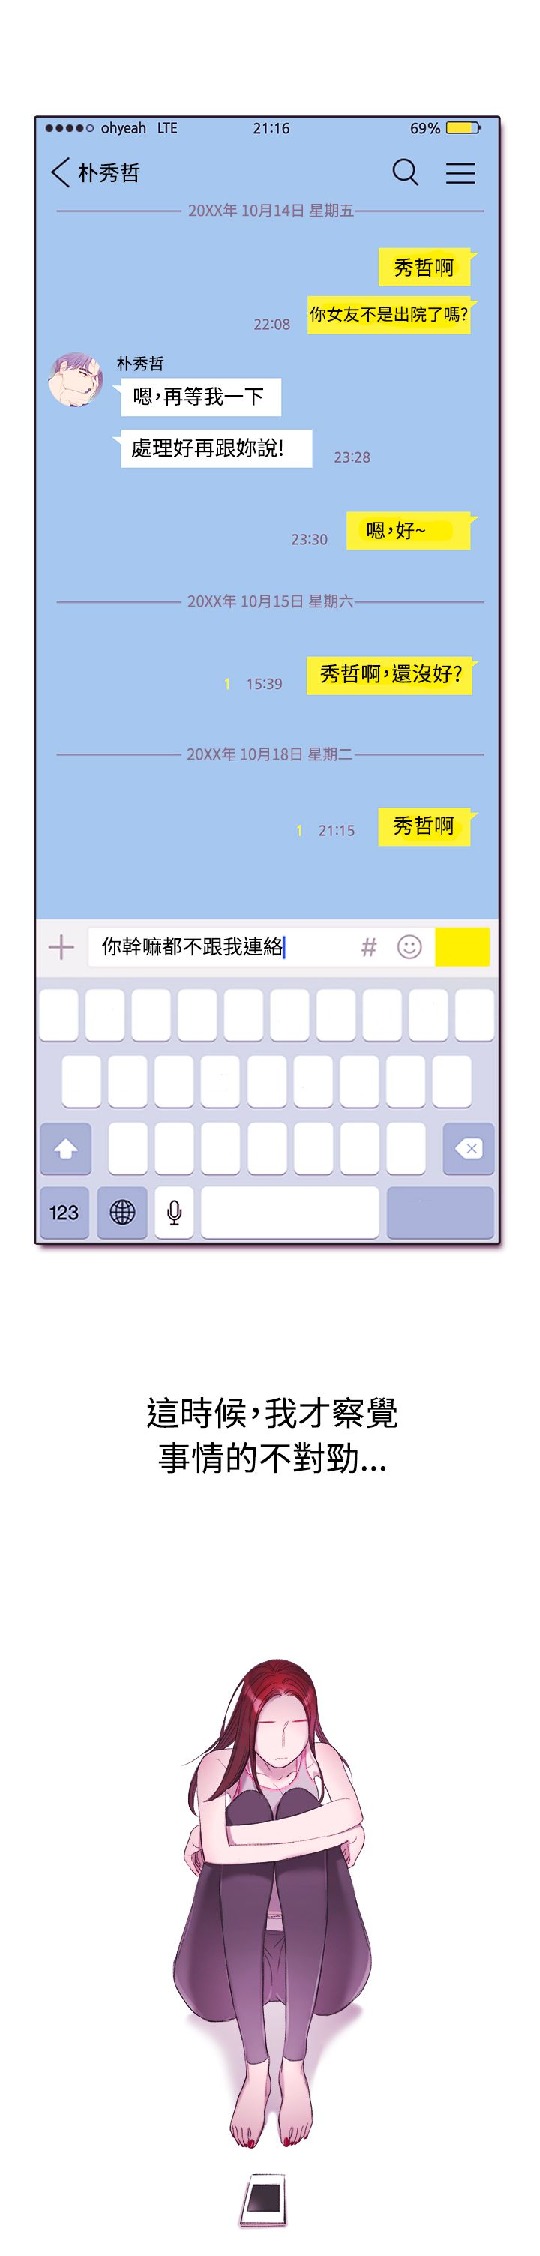 ohyeah LTE 21:16 69%
朴秀哲
20XX年 10月14日 星期五
秀哲啊
你女友不是出院了嗎?
22:08
朴秀哲
嗯,再等我一下
處理好再跟妳說!
23:28
嗯,好~
23:30
20XX年 10月15日 星期六
秀哲啊,還沒好?
1 15:39
20XX年 10月18日 星期二
秀哲啊
1 21:15
你幹嘛都不跟我連絡 #
123
這時候,我才察覺
事情的不對勁...